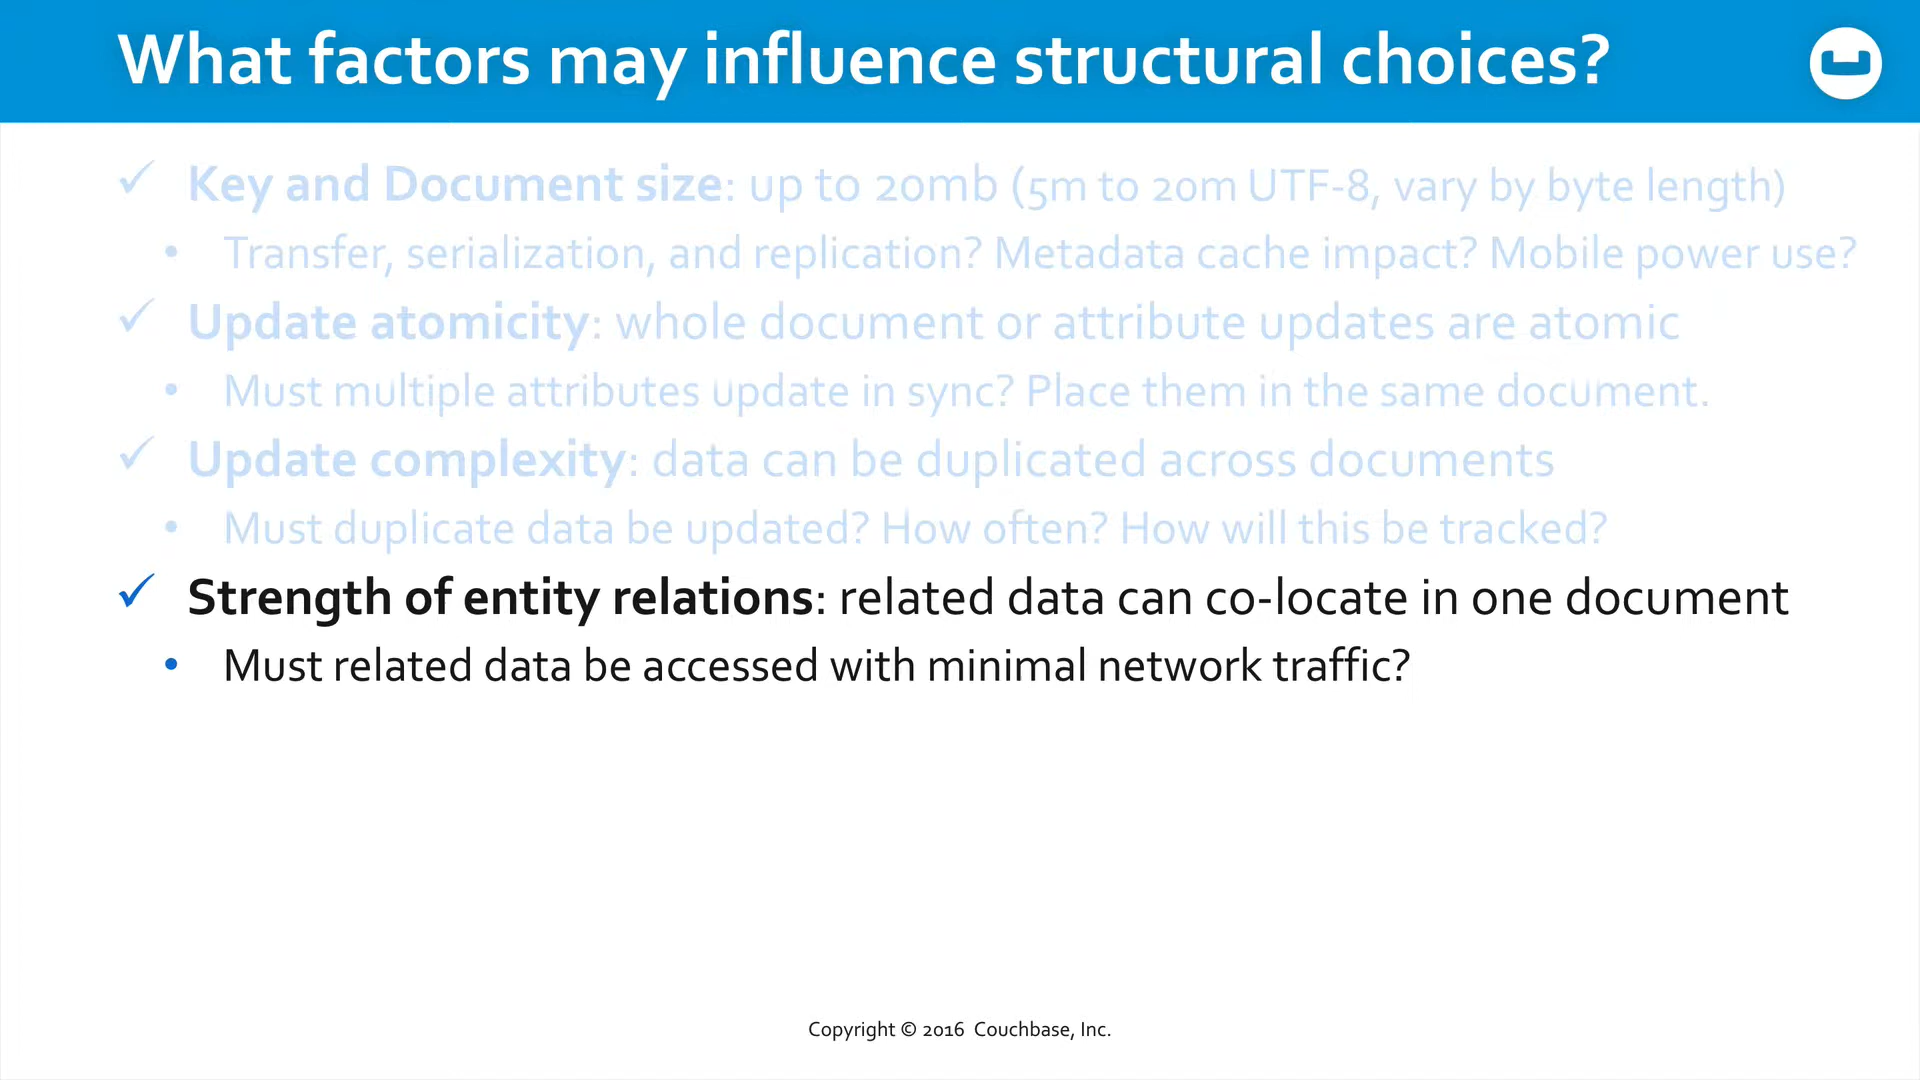 What factors may influence structural choices?
✓ Key and Document size: up to 20mb (5m to 20m UTF-8, vary by byte length)
• Transfer, serialization, and replication? Metadata cache impact? Mobile power use?
✓ Update atomicity: whole document or attribute updates are atomic
• Must multiple attributes update in sync? Place them in the same document.
✓ Update complexity: data can be duplicated across documents
• Must duplicate data be updated? How often? How will this be tracked?
✓ Strength of entity relations: related data can co-locate in one document
• Must related data be accessed with minimal network traffic?
Copyright © 2016 Couchbase, Inc.